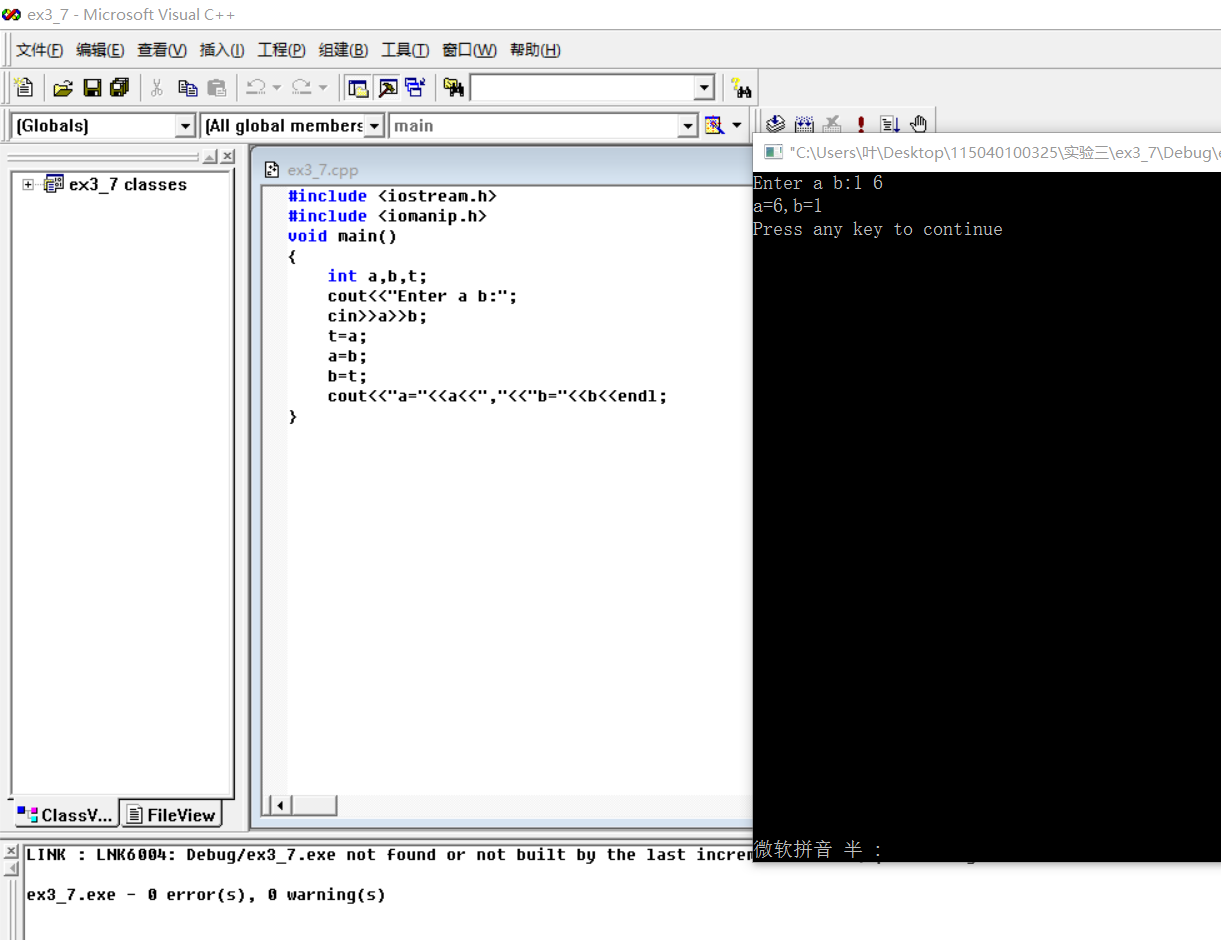 ex3_7 - Microsoft Visual C++
文件(F) 编辑(E) 查看(V) 插入(I) 工程(P) 组建(B) 工具(T) 窗口(W) 帮助(H)
(Globals) (All global members main
ex3_7 classes
ex3_7.cpp
#include <iostream.h>
#include <iomanip.h>
void main()
{
int a,b,t;
cout<<"Enter a b:";
cin>>a>>b;
t=a;
a=b;
b=t;
cout<<"a="<<a<<","<<"b="<<b<<endl;
}
"C:\Users\叶\Desktop\115040100325\实验三\ex3_7\Debug\e
Enter a b:1 6
a=6,b=1
Press any key to continue
微软拼音 半 :
ClassV... FileView
LINK : LNK6004: Debug/ex3_7.exe not found or not built by the last increm
ex3_7.exe - 0 error(s), 0 warning(s)